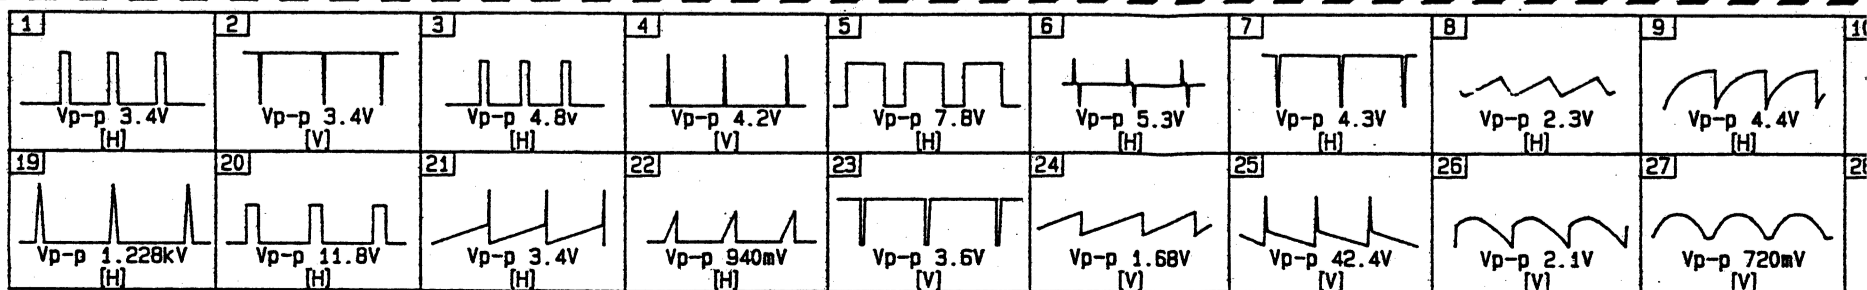 1
Vp-p 3.4V
[H]
2
Vp-p 3.4V
[V]
3
Vp-p 4.8v
[H]
4
Vp-p 4.2V
[V]
5
Vp-p 7.8V
[H]
6
Vp-p 5.3V
[H]
7
Vp-p 4.3V
[H]
8
Vp-p 2.3V
[H]
9
Vp-p 4.4V
[H]
19
Vp-p 1.228kV
[H]
20
Vp-p 11.8V
[H]
21
Vp-p 3.4V
[H]
22
Vp-p 940mV
[H]
23
Vp-p 3.6V
[V]
24
Vp-p 1.68V
[V]
25
Vp-p 42.4V
[V]
26
Vp-p 2.1V
[V]
27
Vp-p 720mV
[V]